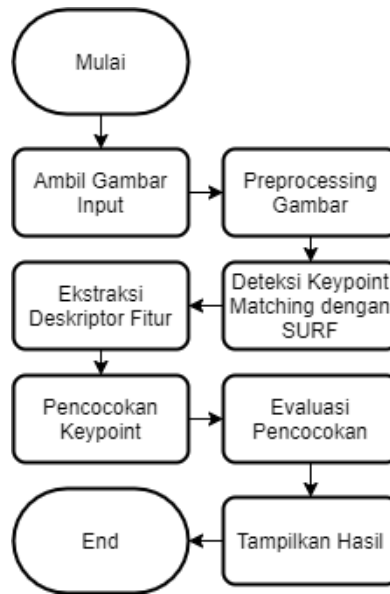 Mulai
Ambil Gambar
Input
Preprocessing
Gambar
Deteksi Keypoint
Matching dengan
SURF
Ekstraksi
Deskriptor Fitur
Pencocokan
Keypoint
Evaluasi
Pencocokan
Tampilkan Hasil
End